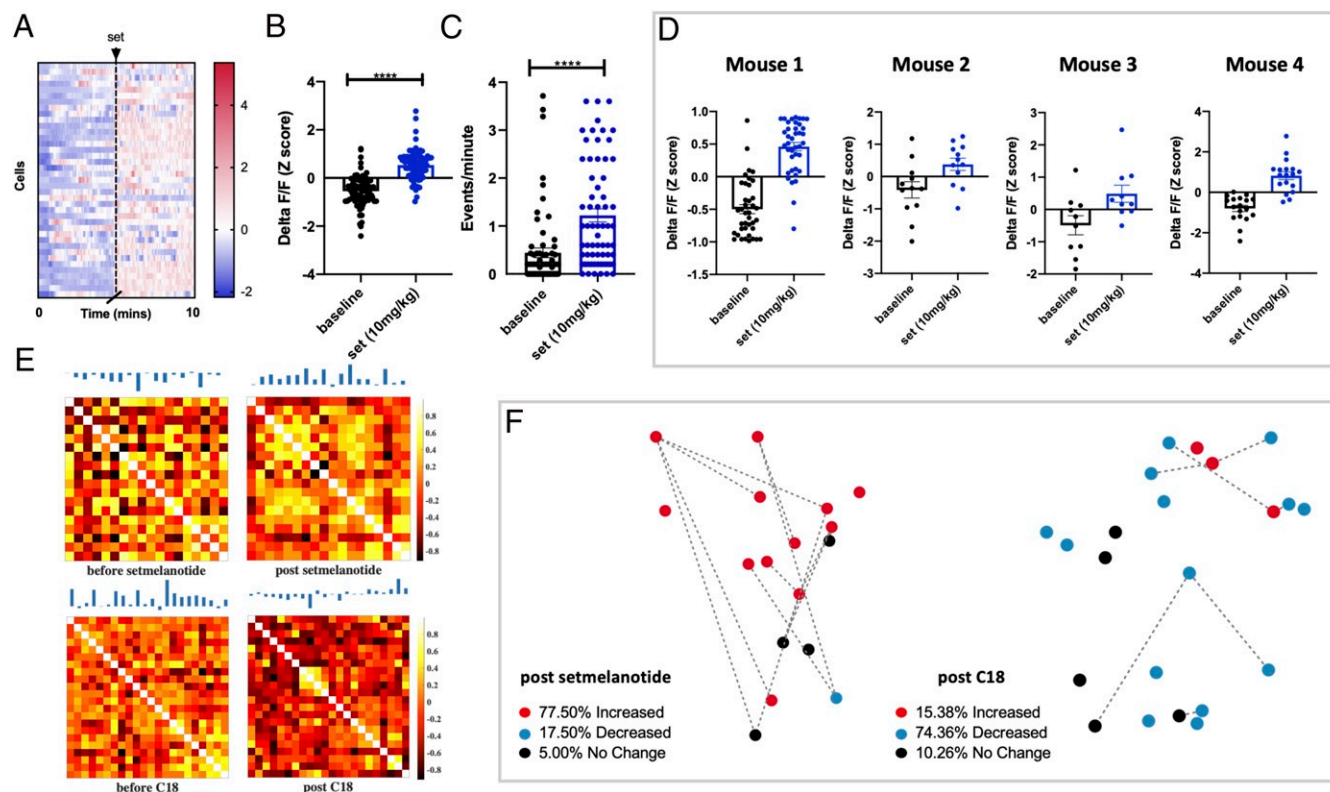 A
set
Cells
0
Time (mins)
10
4
2
0
-2
B
****
Delta F/F (Z score)
4
2
0
-2
-4
baseline
set (10mg/kg)
C
****
Events/minute
4
3
2
1
0
baseline
set (10mg/kg)
D
Mouse 1
Delta F/F (Z score)
1.0
0.5
0.0
-0.5
-1.0
-1.5
baseline
set (10mg/kg)
Mouse 2
Delta F/F (Z score)
2
1
0
-1
-2
-3
baseline
set (10mg/kg)
Mouse 3
Delta F/F (Z score)
3
2
1
0
-1
-2
baseline
set (10mg/kg)
Mouse 4
Delta F/F (Z score)
4
2
0
-2
-4
baseline
set (10mg/kg)
E
before setmelanotide
post setmelanotide
0.8
0.6
0.4
0.2
0
-0.2
-0.4
-0.6
-0.8
before C18
post C18
0.8
0.6
0.4
0.2
0
-0.2
-0.4
-0.6
-0.8
F
post setmelanotide
77.50% Increased
17.50% Decreased
5.00% No Change
post C18
15.38% Increased
74.36% Decreased
10.26% No Change